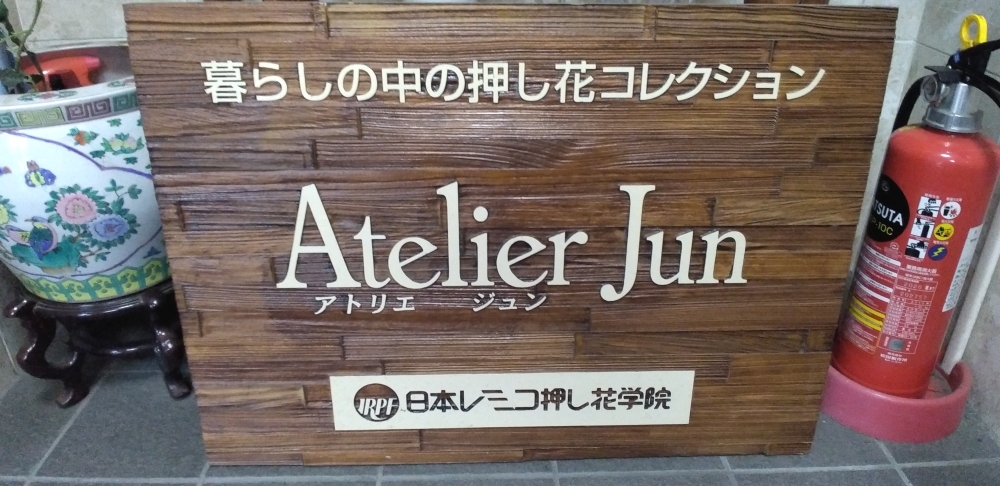 暮らしの中の押し花コレクション
Atelier Jun
アトリエ ジュン
JRPF 日本レミコ押し花学院
TSUTA